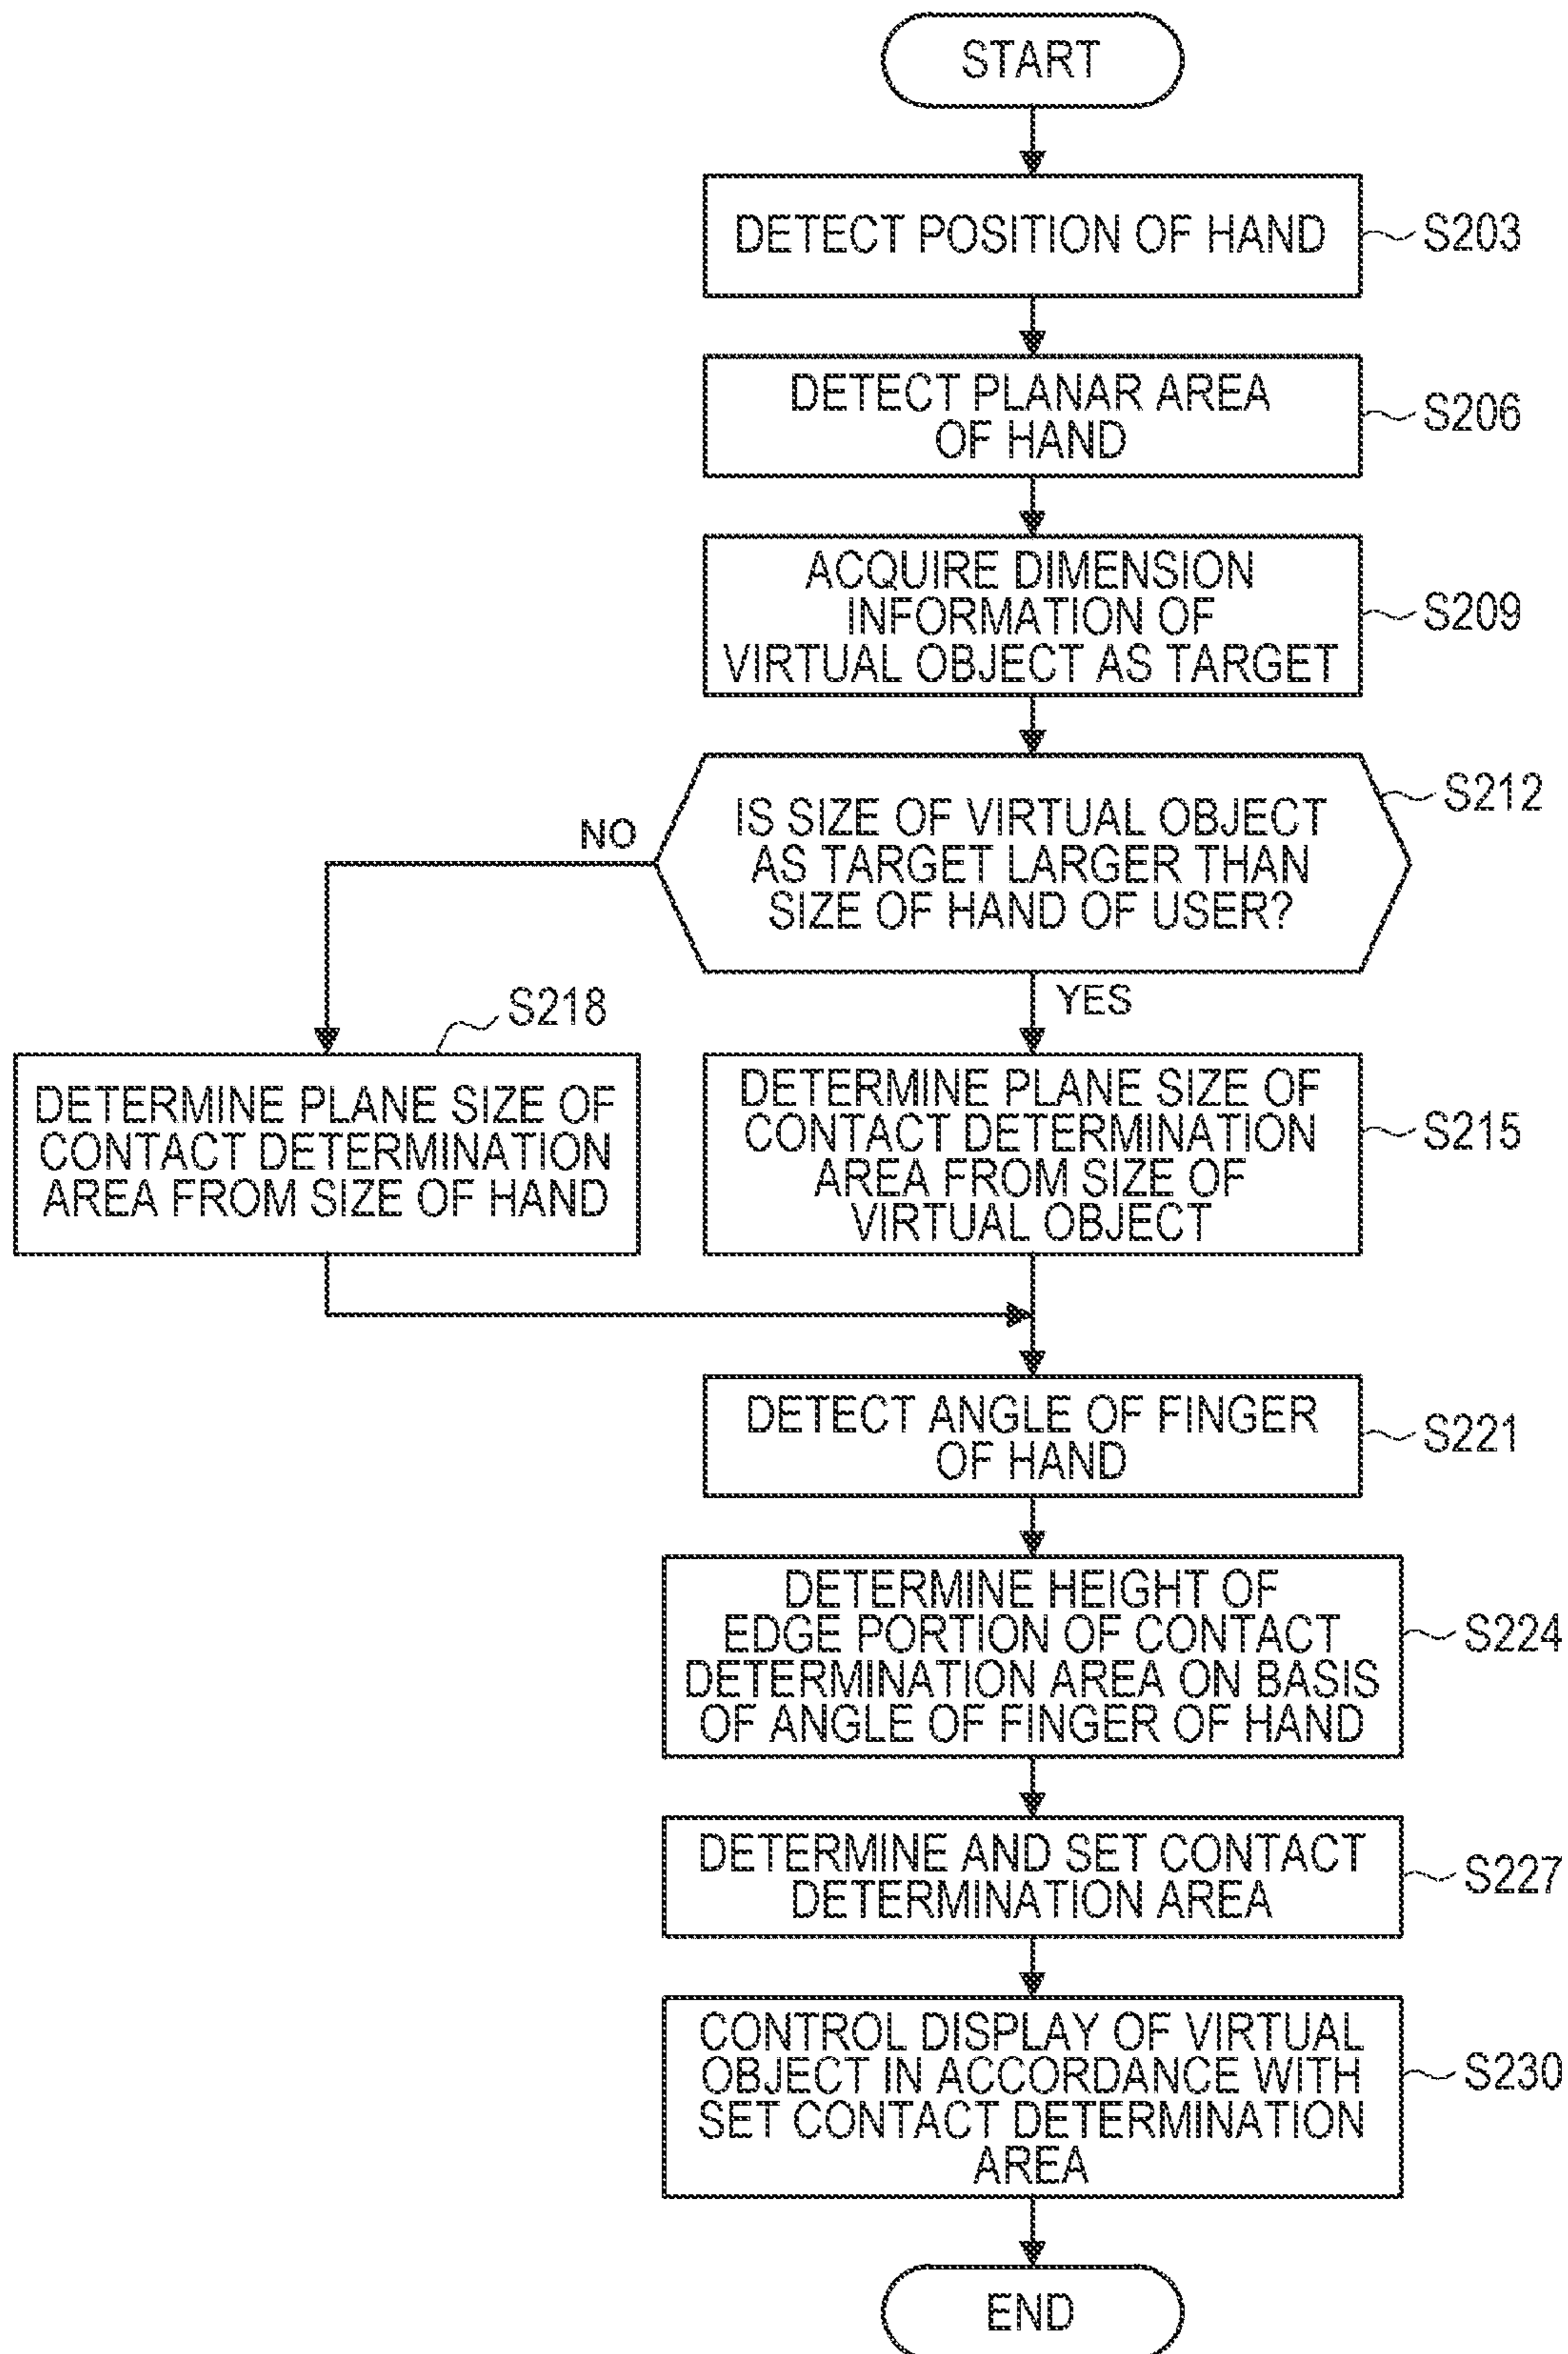 START
DETECT POSITION OF HAND
S203
DETECT PLANAR AREA
OF HAND
S206
ACQUIRE DIMENSION
INFORMATION OF
VIRTUAL OBJECT AS TARGET
S209
IS SIZE OF VIRTUAL OBJECT
AS TARGET LARGER THAN
SIZE OF HAND OF USER?
S212
NO
YES
S218
DETERMINE PLANE SIZE OF
CONTACT DETERMINATION
AREA FROM SIZE OF HAND
DETERMINE PLANE SIZE OF
CONTACT DETERMINATION
AREA FROM SIZE OF
VIRTUAL OBJECT
S215
DETECT ANGLE OF FINGER
OF HAND
S221
DETERMINE HEIGHT OF
EDGE PORTION OF CONTACT
DETERMINATION AREA ON BASIS
OF ANGLE OF FINGER OF HAND
S224
DETERMINE AND SET CONTACT
DETERMINATION AREA
S227
CONTROL DISPLAY OF VIRTUAL
OBJECT IN ACCORDANCE WITH
SET CONTACT DETERMINATION
AREA
S230
END